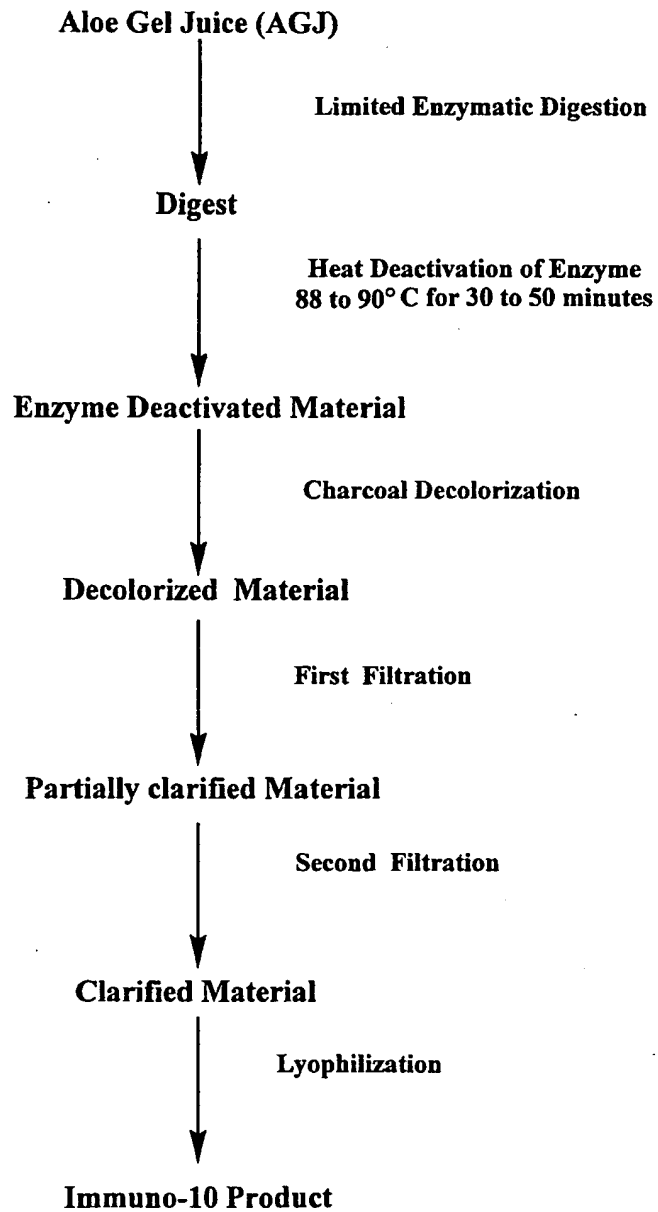 Aloe Gel Juice (AGJ)
Limited Enzymatic Digestion
Digest
Heat Deactivation of Enzyme
88 to 90° C for 30 to 50 minutes
Enzyme Deactivated Material
Charcoal Decolorization
Decolorized Material
First Filtration
Partially clarified Material
Second Filtration
Clarified Material
Lyophilization
Immuno-10 Product